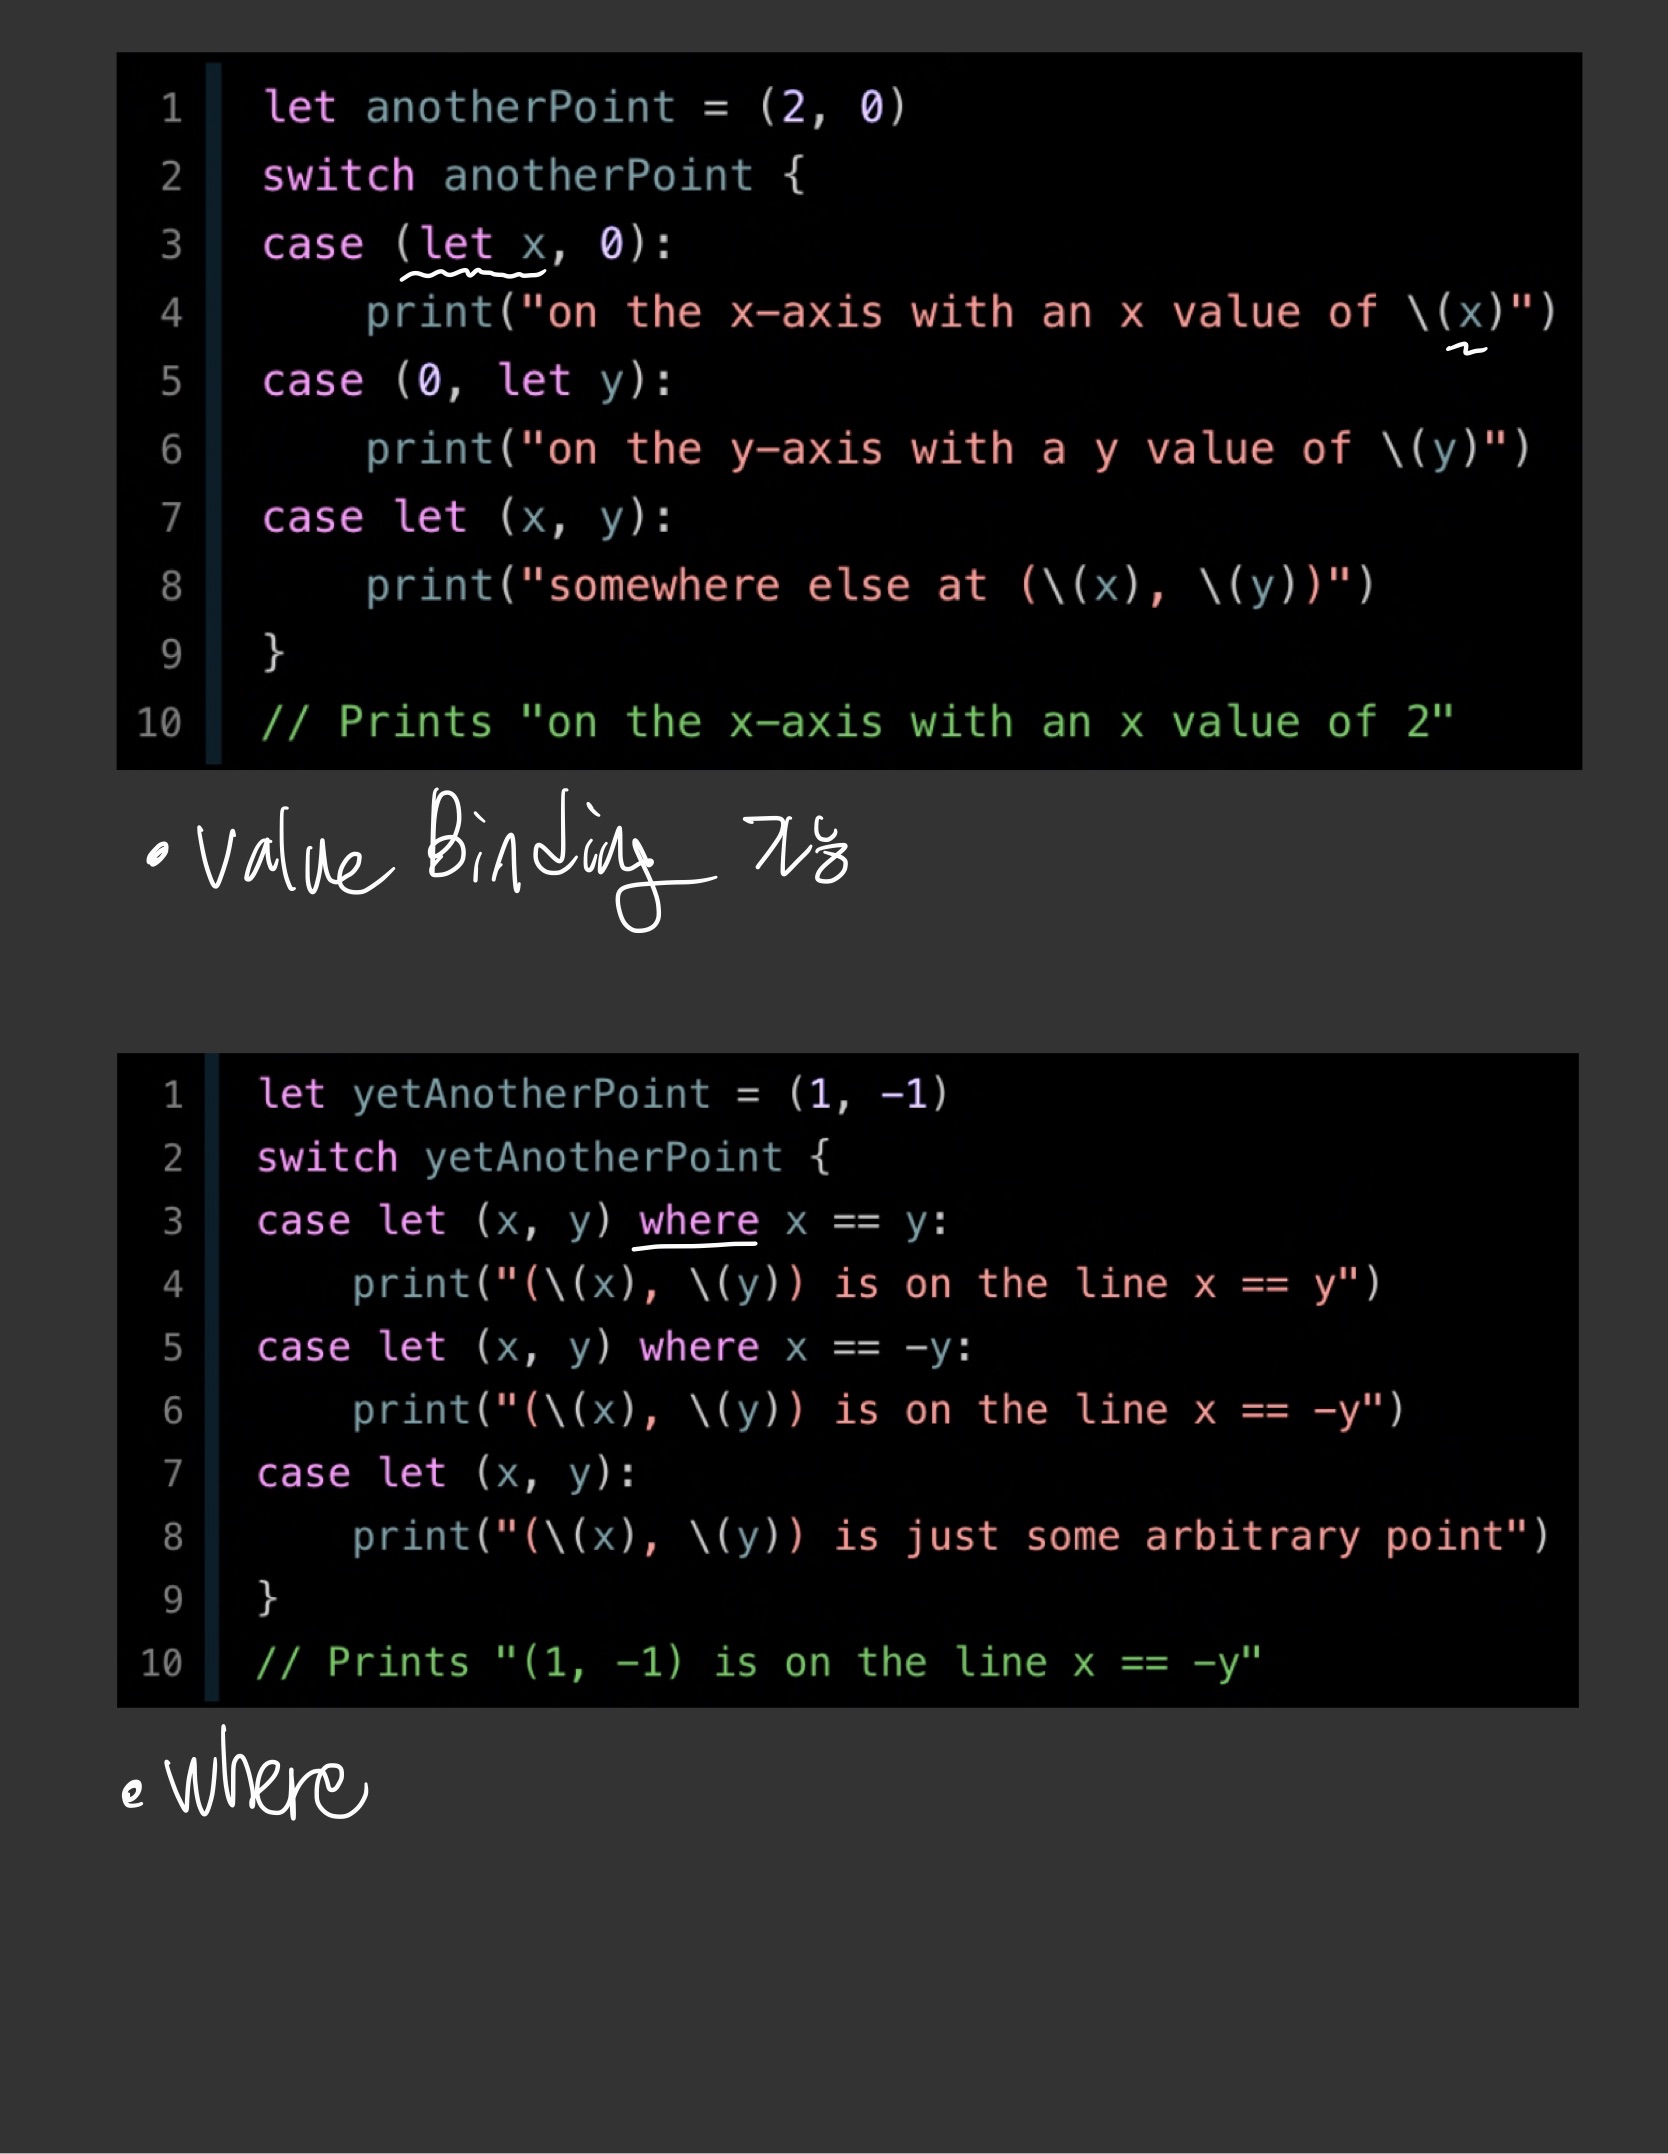 1 let anotherPoint = (2, 0)
2 switch anotherPoint {
3 case (let x, 0):
4     print("on the x-axis with an x value of \(x)")
5 case (0, let y):
6     print("on the y-axis with a y value of \(y)")
7 case let (x, y):
8     print("somewhere else at (\(x), \(y))")
9 }
10 // Prints "on the x-axis with an x value of 2"
• Value Binding 가능
1 let yetAnotherPoint = (1, -1)
2 switch yetAnotherPoint {
3 case let (x, y) where x == y:
4     print("(\(x), \(y)) is on the line x == y")
5 case let (x, y) where x == -y:
6     print("(\(x), \(y)) is on the line x == -y")
7 case let (x, y):
8     print("(\(x), \(y)) is just some arbitrary point")
9 }
10 // Prints "(1, -1) is on the line x == -y"
• where